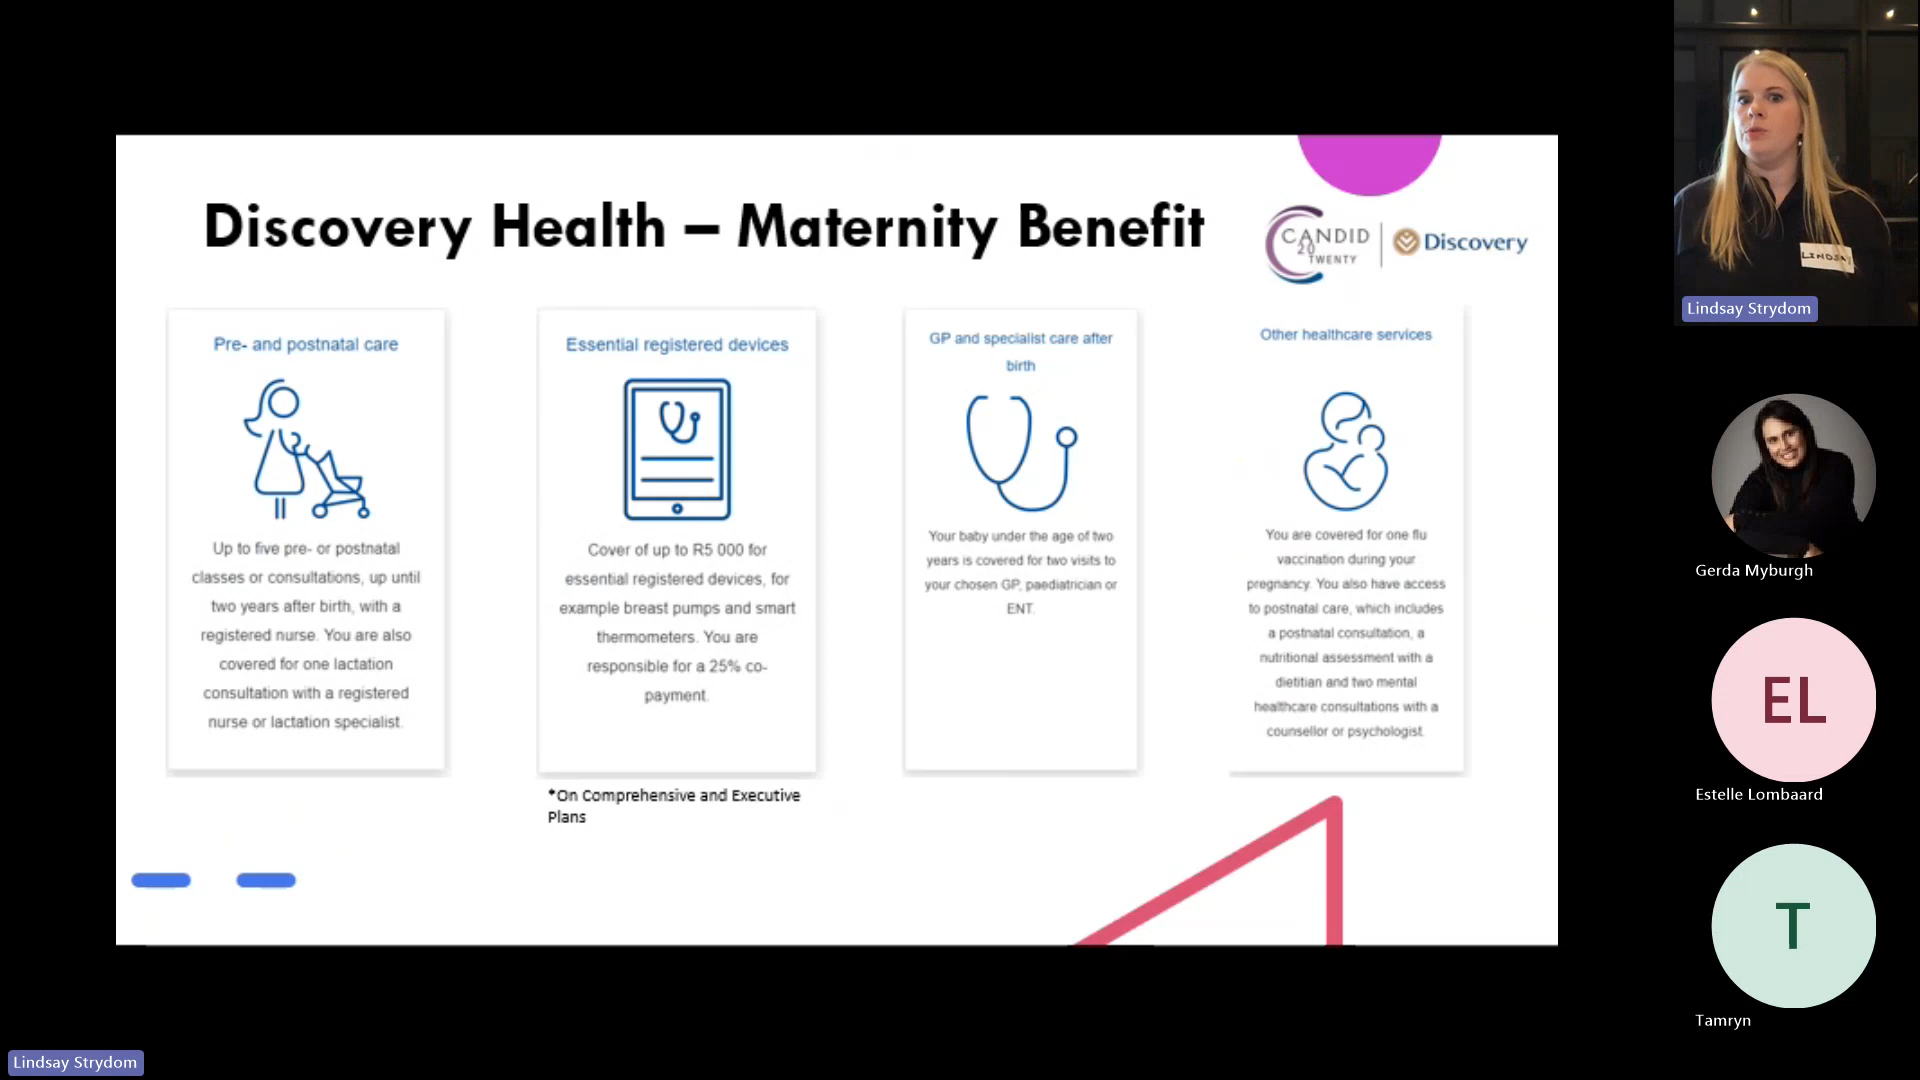 Discovery Health – Maternity Benefit
CANDID
20
TWENTY
Discovery
Pre- and postnatal care
Up to five pre- or postnatal
classes or consultations, up until
two years after birth, with a
registered nurse. You are also
covered for one lactation
consultation with a registered
nurse or lactation specialist.
Essential registered devices
Cover of up to R5 000 for
essential registered devices, for
example breast pumps and smart
thermometers. You are
responsible for a 25% co-
payment.
*On Comprehensive and Executive
Plans
GP and specialist care after
birth
Your baby under the age of two
years is covered for two visits to
your chosen GP, paediatrician or
ENT.
Other healthcare services
You are covered for one flu
vaccination during your
pregnancy. You also have access
to postnatal care, which includes
a postnatal consultation, a
nutritional assessment with a
dietitian and two mental
healthcare consultations with a
counsellor or psychologist.
LINDSAY
Lindsay Strydom
Gerda Myburgh
EL
Estelle Lombaard
T
Tamryn
Lindsay Strydom